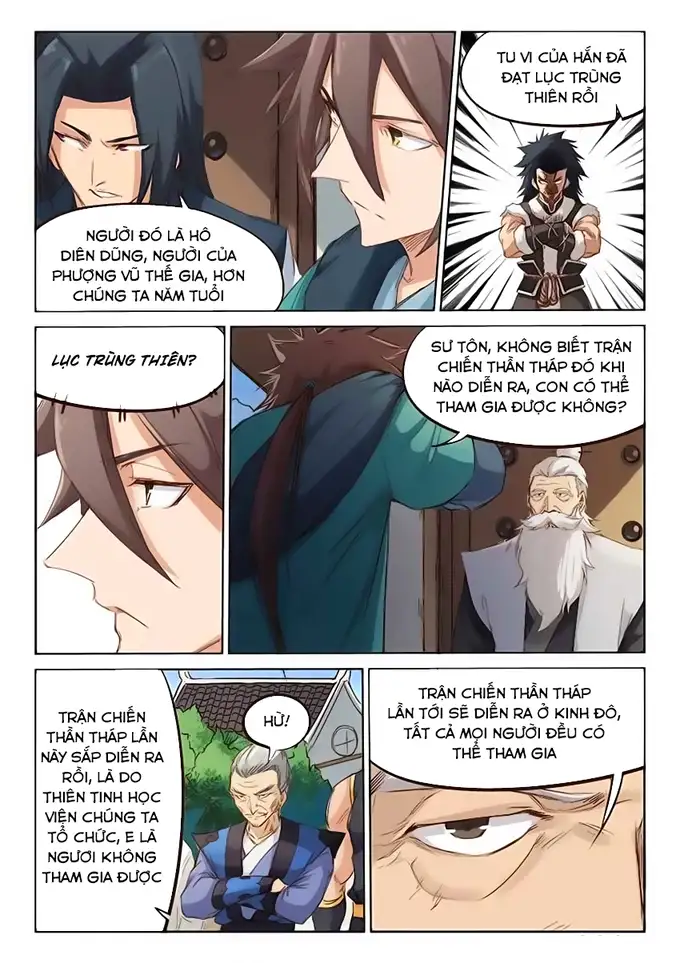 NGƯỜI ĐÓ LÀ HÔ
DIÊN DŨNG, NGƯỜI CỦA
PHƯỢNG VŨ THẾ GIA, HƠN
CHÚNG TA NĂM TUỔI
TU VI CỦA HẮN ĐÃ
ĐẠT LỤC TRÙNG
THIÊN RỒI
LỤC TRÙNG THIÊN?
SƯ TÔN, KHÔNG BIẾT TRẬN
CHIẾN THẦN THÁP ĐÓ KHI
NÀO DIỄN RA, CON CÓ THỂ
THAM GIA ĐƯỢC KHÔNG?
TRẬN CHIẾN
THẦN THÁP LẦN
NÀY SẮP DIỄN RA
RỒI, LÀ DO
THIÊN TINH HỌC
VIỆN CHÚNG TA
TỔ CHỨC, E LÀ
NGƯƠI KHÔNG
THAM GIA ĐƯỢC
HỪ!
TRẬN CHIẾN THẦN THÁP
LẦN TỚI SẼ DIỄN RA Ở KINH ĐÔ,
TẤT CẢ MỌI NGƯỜI ĐỀU CÓ
THỂ THAM GIA